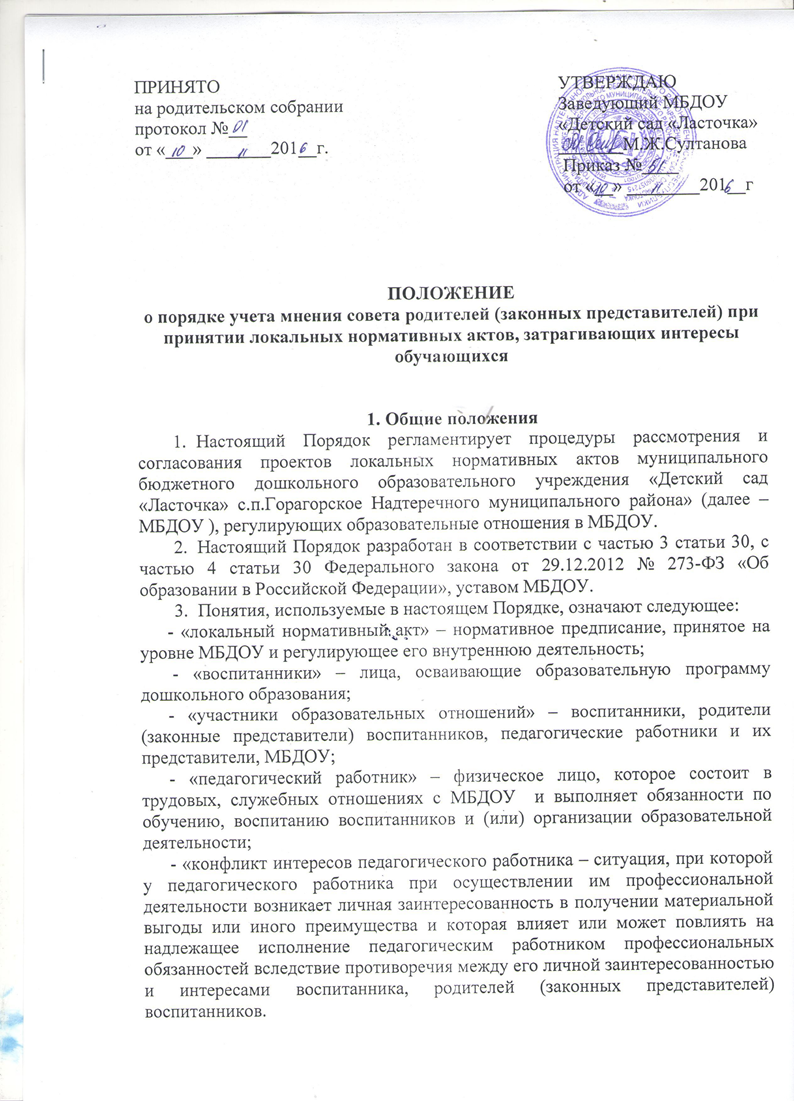 ПРИНЯТО
на родительском собрании
протокол № 01
от « 10 » 11 2016 г.
УТВЕРЖДАЮ
Заведующий МБДОУ
«Детский сад «Ласточка»
М.Ж.Султанова
Приказ № 51
от « 10 » 11 2016 г
ПОЛОЖЕНИЕ
о порядке учета мнения совета родителей (законных представителей) при
принятии локальных нормативных актов, затрагивающих интересы
обучающихся
1. Общие положения
1. Настоящий Порядок регламентирует процедуры рассмотрения и
согласования проектов локальных нормативных актов муниципального
бюджетного дошкольного образовательного учреждения «Детский сад
«Ласточка» с.п.Горагорское Надтеречного муниципального района» (далее –
МБДОУ ), регулирующих образовательные отношения в МБДОУ.
2. Настоящий Порядок разработан в соответствии с частью 3 статьи 30, с
частью 4 статьи 30 Федерального закона от 29.12.2012 № 273-ФЗ «Об
образовании в Российской Федерации», уставом МБДОУ.
3. Понятия, используемые в настоящем Порядке, означают следующее:
- «локальный нормативный акт» – нормативное предписание, принятое на
уровне МБДОУ и регулирующее его внутреннюю деятельность;
- «воспитанники» – лица, осваивающие образовательную программу
дошкольного образования;
- «участники образовательных отношений» – воспитанники, родители
(законные представители) воспитанников, педагогические работники и их
представители, МБДОУ;
- «педагогический работник» – физическое лицо, которое состоит в
трудовых, служебных отношениях с МБДОУ и выполняет обязанности по
обучению, воспитанию воспитанников и (или) организации образовательной
деятельности;
- «конфликт интересов педагогического работника – ситуация, при которой
у педагогического работника при осуществлении им профессиональной
деятельности возникает личная заинтересованность в получении материальной
выгоды или иного преимущества и которая влияет или может повлиять на
надлежащее исполнение педагогическим работником профессиональных
обязанностей вследствие противоречия между его личной заинтересованностью
и интересами воспитанника, родителей (законных представителей)
воспитанников.